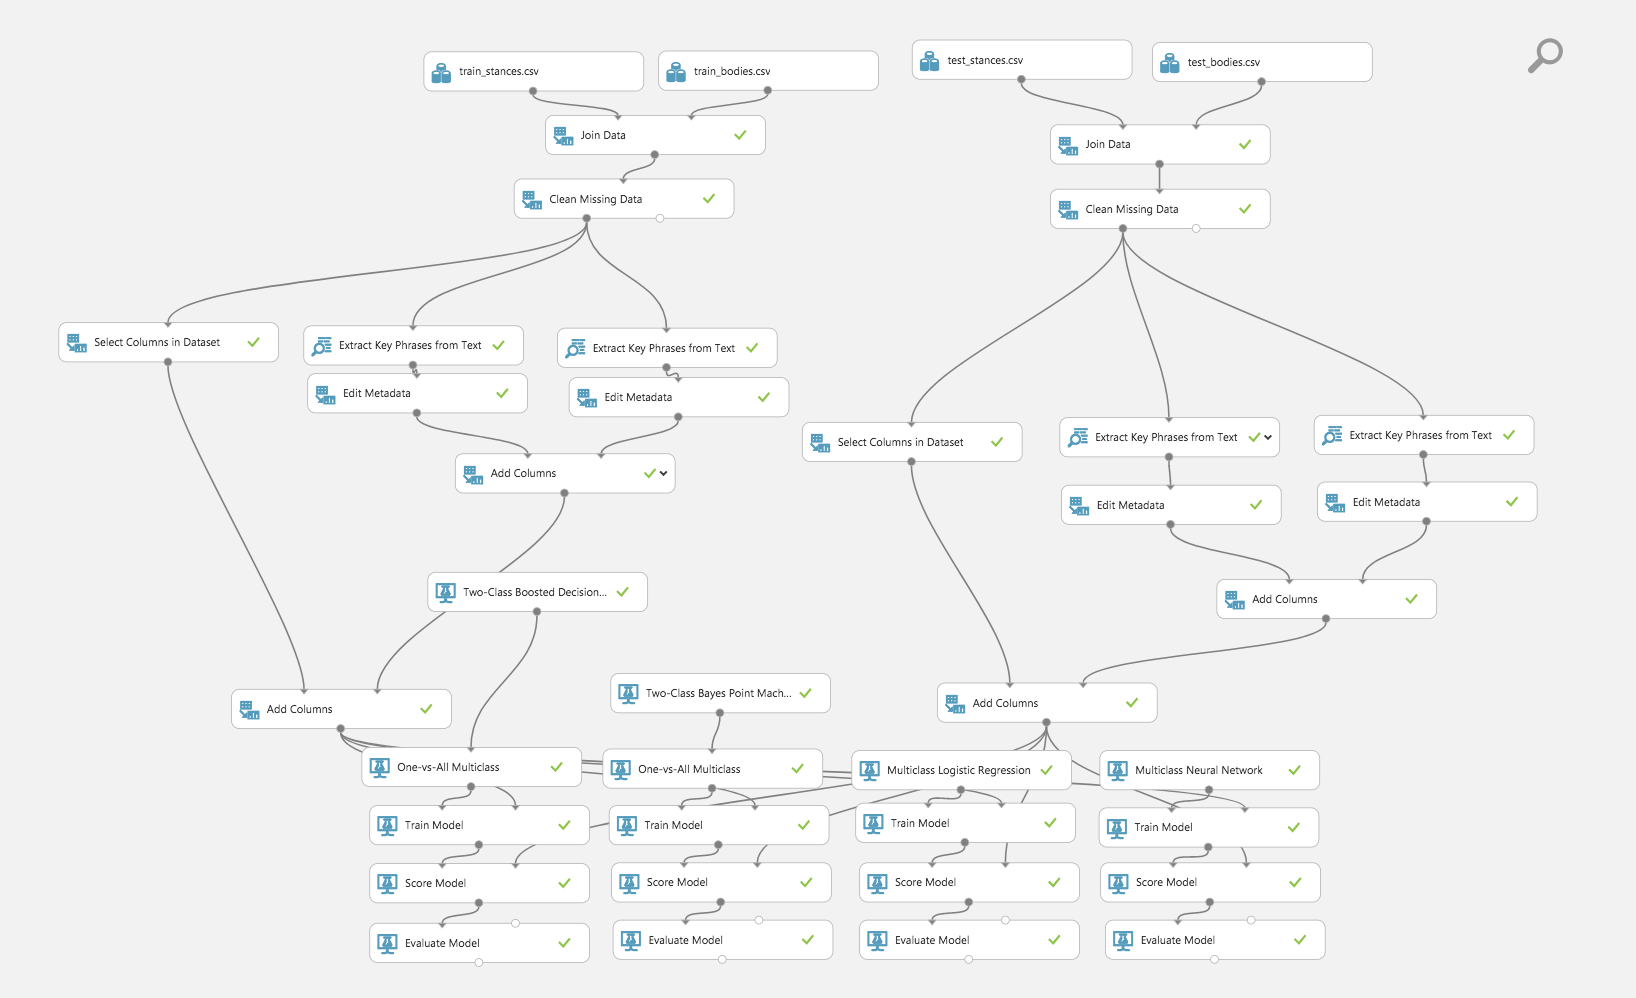 train_stances.csv
train_bodies.csv
test_stances.csv
test_bodies.csv
Join Data
Join Data
Clean Missing Data
Clean Missing Data
Select Columns in Dataset
Extract Key Phrases from Text
Extract Key Phrases from Text
Edit Metadata
Edit Metadata
Select Columns in Dataset
Extract Key Phrases from Text
Extract Key Phrases from Text
Add Columns
Edit Metadata
Edit Metadata
Two-Class Boosted Decision...
Add Columns
Add Columns
Two-Class Bayes Point Mach...
Add Columns
One-vs-All Multiclass
One-vs-All Multiclass
Multiclass Logistic Regression
Multiclass Neural Network
Train Model
Train Model
Train Model
Train Model
Score Model
Score Model
Score Model
Score Model
Evaluate Model
Evaluate Model
Evaluate Model
Evaluate Model